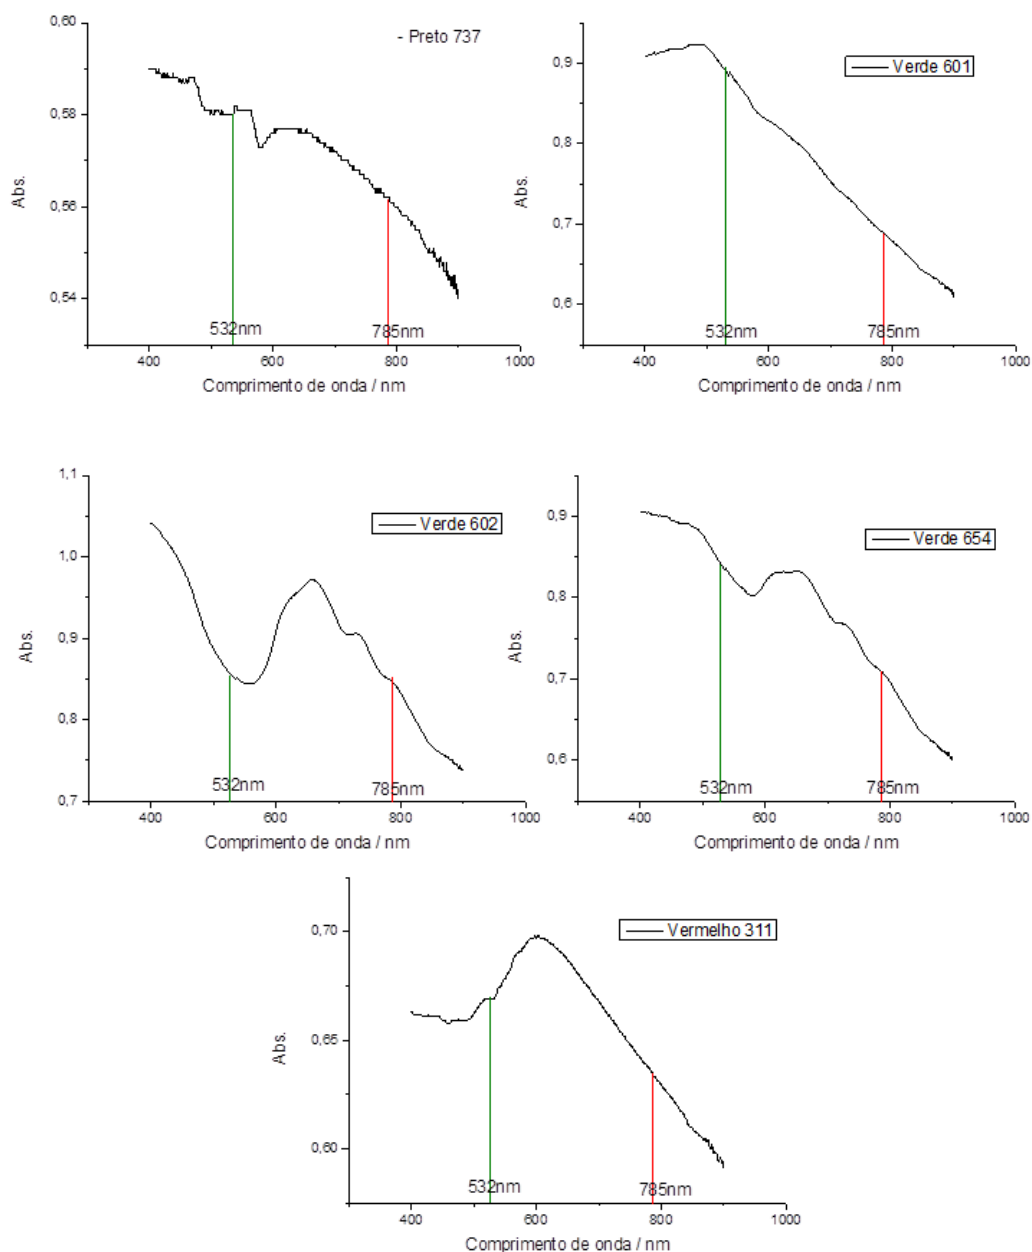 - Preto 737
Abs.
0,60
0,58
0,56
0,54
532nm
785nm
400
600
800
1000
Comprimento de onda / nm
Verde 601
Abs.
0,9
0,8
0,7
0,6
532nm
785nm
400
600
800
1000
Comprimento de onda / nm
Verde 602
Abs.
1,1
1,0
0,9
0,8
0,7
532nm
785nm
400
600
800
1000
Comprimento de onda / nm
Verde 654
Abs.
0,9
0,8
0,7
0,6
532nm
785nm
400
600
800
1000
Comprimento de onda / nm
Vermelho 311
Abs.
0,70
0,65
0,60
532nm
785nm
400
600
800
1000
Comprimento de onda / nm